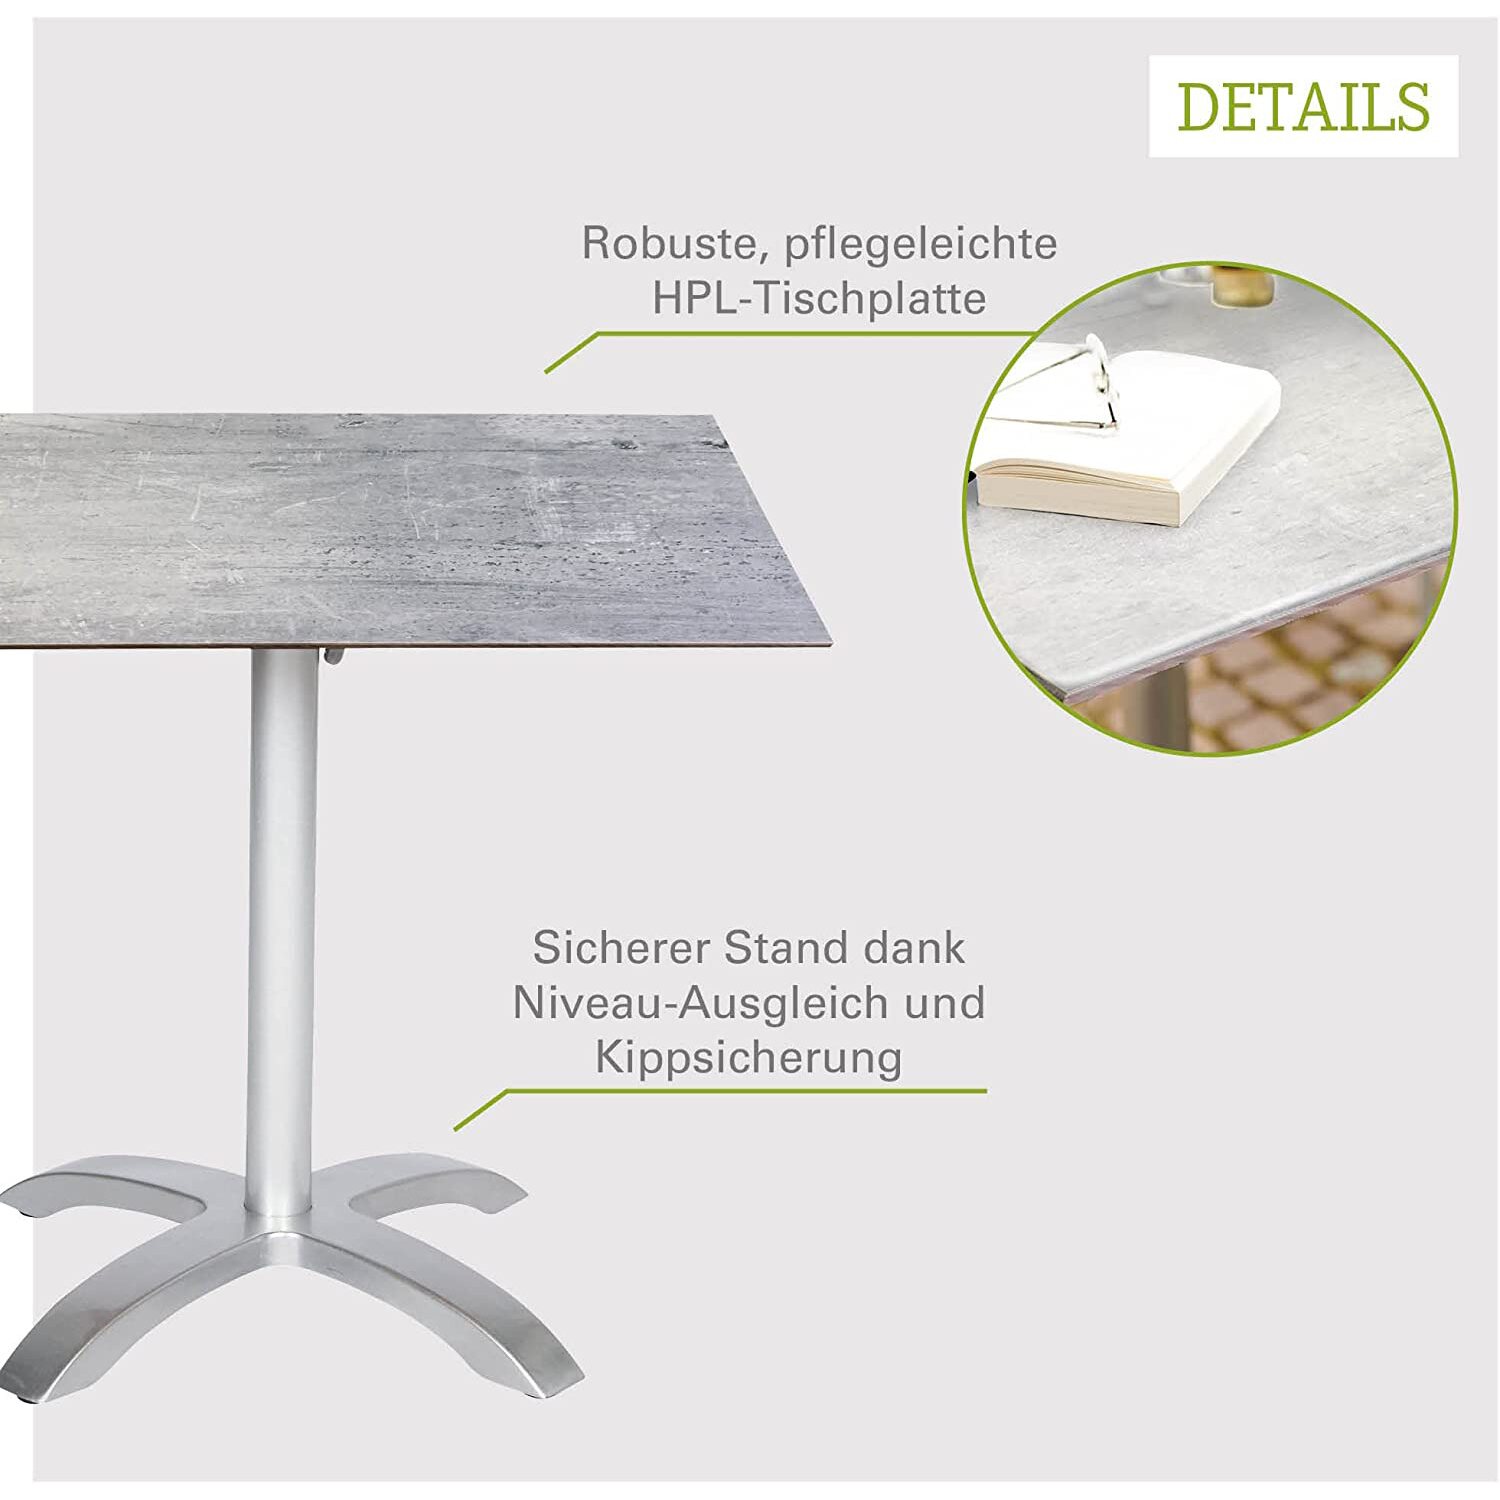 DETAILS
Robuste, pflegeleichte
HPL-Tischplatte
Sicherer Stand dank
Niveau-Ausgleich und
Kippsicherung